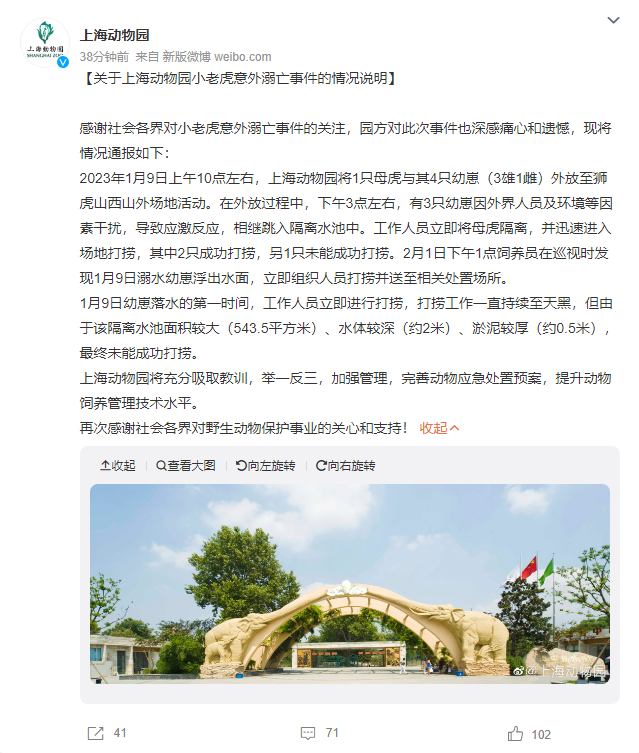 上海动物园
SHANGHAI ZOO
上海动物园
38分钟前 来自 新版微博 weibo.com
【关于上海动物园小老虎意外溺亡事件的情况说明】
感谢社会各界对小老虎意外溺亡事件的关注，园方对此次事件也深感痛心和遗憾，现将
情况通报如下：
2023年1月9日上午10点左右，上海动物园将1只母虎与其4只幼崽（3雄1雌）外放至狮
虎山西山外场地活动。在外放过程中，下午3点左右，有3只幼崽因外界人员及环境等因
素干扰，导致应激反应，相继跳入隔离水池中。工作人员立即将母虎隔离，并迅速进入
场地打捞，其中2只成功打捞，另1只未能成功打捞。2月1日下午1点饲养员在巡视时发
现1月9日溺水幼崽浮出水面，立即组织人员打捞并送至相关处置场所。
1月9日幼崽落水的第一时间，工作人员立即进行打捞，打捞工作一直持续至天黑，但由
于该隔离水池面积较大（543.5平方米）、水体较深（约2米）、淤泥较厚（约0.5米），
最终未能成功打捞。
上海动物园将充分吸取教训，举一反三，加强管理，完善动物应急处置预案，提升动物
饲养管理技术水平。
再次感谢社会各界对野生动物保护事业的关心和支持！ 收起
收起 查看大图 向左旋转 向右旋转
@上海动物园
41 71 102